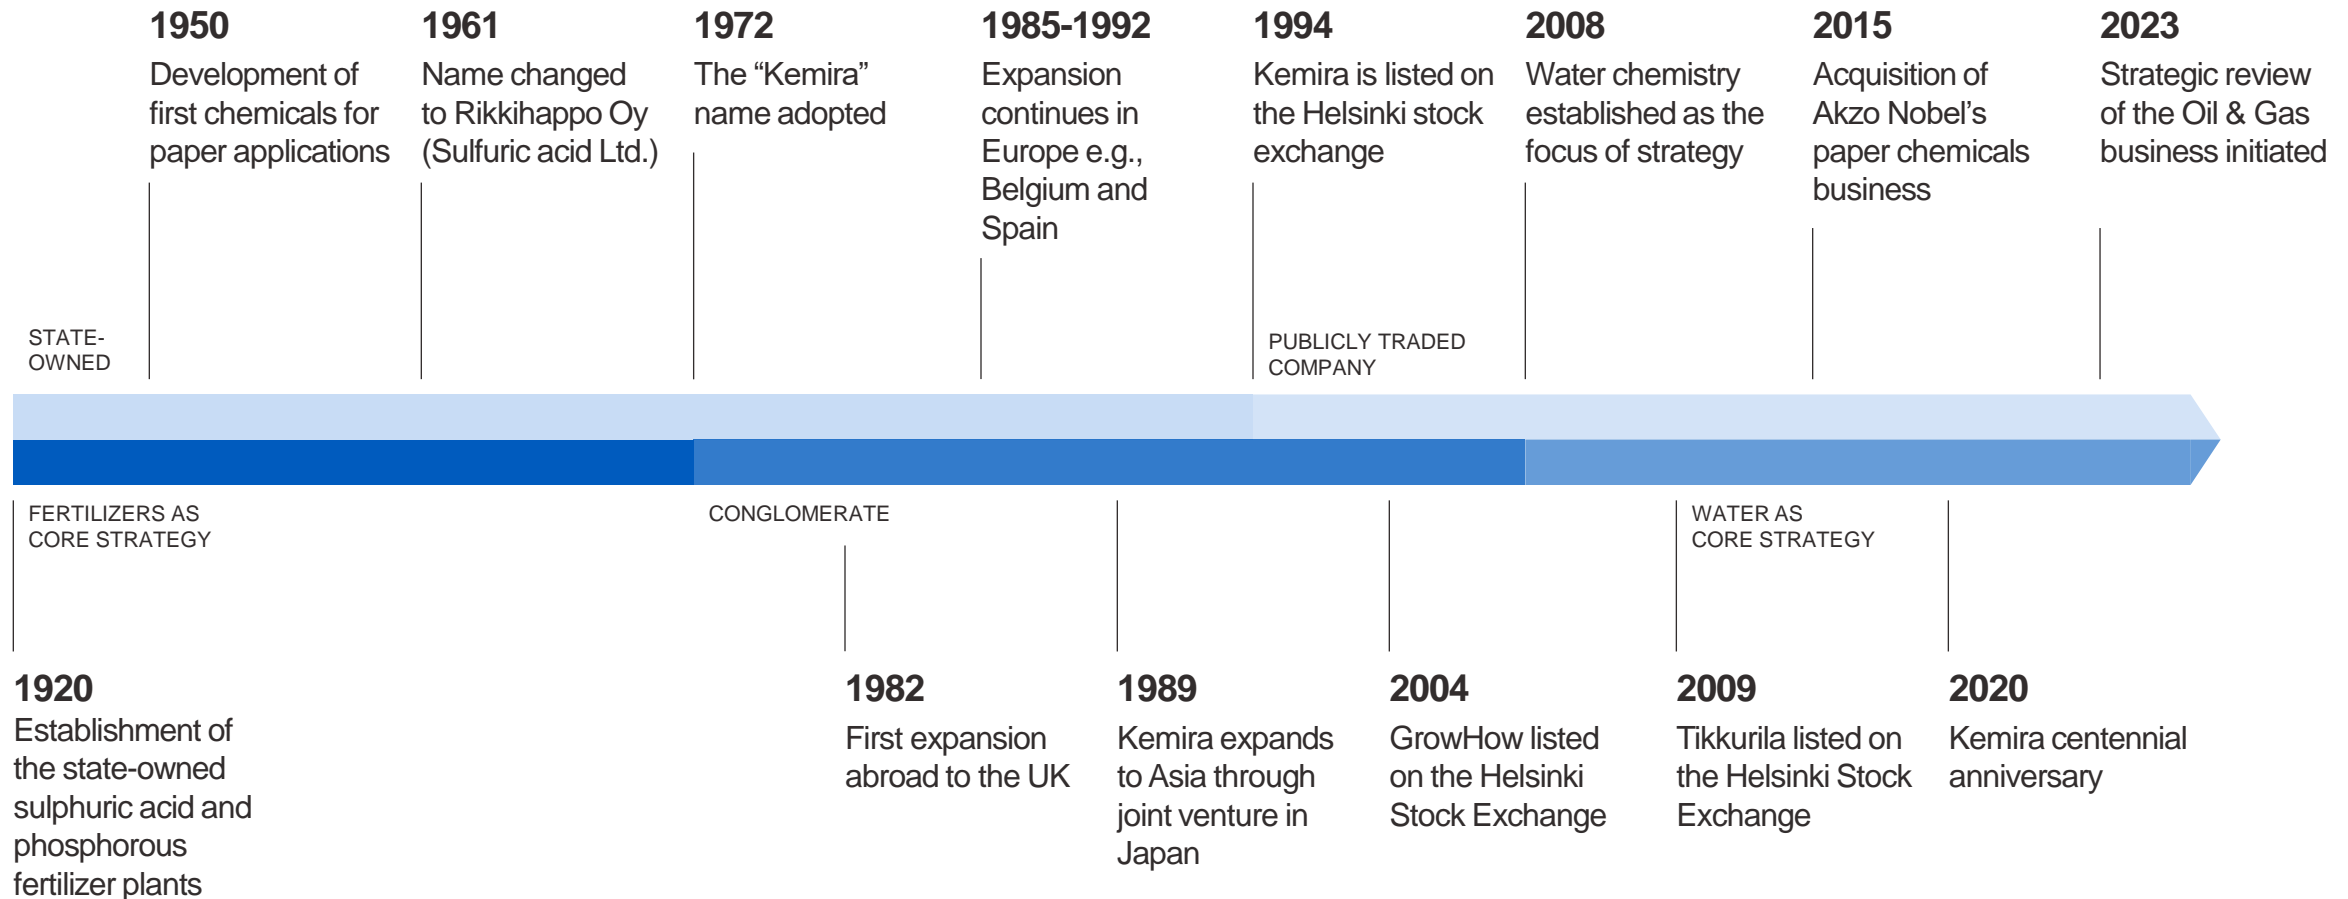 1950
Development of
first chemicals for
paper applications
1961
Name changed
to Rikkihappo Oy
(Sulfuric acid Ltd.)
1972
The “Kemira”
name adopted
1985-1992
Expansion
continues in
Europe e.g.,
Belgium and
Spain
1994
Kemira is listed on
the Helsinki stock
exchange
2008
Water chemistry
established as the
focus of strategy
2015
Acquisition of
Akzo Nobel’s
paper chemicals
business
2023
Strategic review
of the Oil & Gas
business initiated
STATE-
OWNED
PUBLICLY TRADED
COMPANY
FERTILIZERS AS
CORE STRATEGY
CONGLOMERATE
WATER AS
CORE STRATEGY
1920
Establishment of
the state-owned
sulphuric acid and
phosphorous
fertilizer plants
1982
First expansion
abroad to the UK
1989
Kemira expands
to Asia through
joint venture in
Japan
2004
GrowHow listed
on the Helsinki
Stock Exchange
2009
Tikkurila listed on
the Helsinki Stock
Exchange
2020
Kemira centennial
anniversary